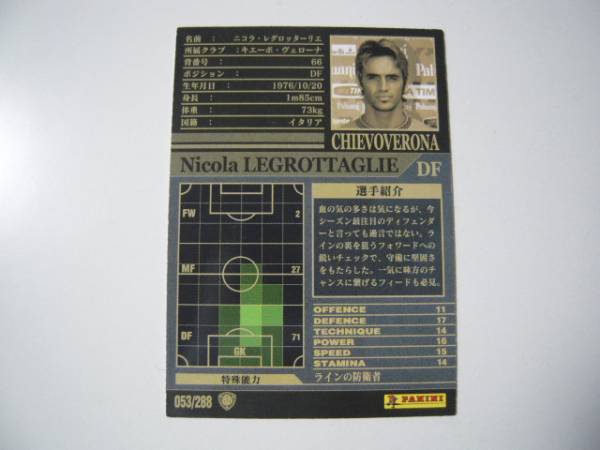 名前 : ニコラ・レグロッターリエ
所属クラブ : キエーボ・ヴェローナ
背番号 : 66
ポジション : DF
生年月日 : 1976/10/20
身長 : 1m85cm
体重 : 73kg
国籍 : イタリア
CHIEVOVERONA
Nicola LEGROTTAGLIE DF
FW 2
MF 27
DF 71
GK
選手紹介
血の気の多さは気になるが、今
シーズン最注目のディフェン
ダーと言っても過言ではない。ラ
インの裏を狙うフォワードへの
鋭いチェックで、守備に堅固さ
をもたらした。一気に味方のチ
ャンスに繋げるフィードも必見。
OFFENCE 11
DEFENCE 17
TECHNIQUE 14
POWER 16
SPEED 15
STAMINA 14
特殊能力 ラインの防衛者
053/288
PANINI